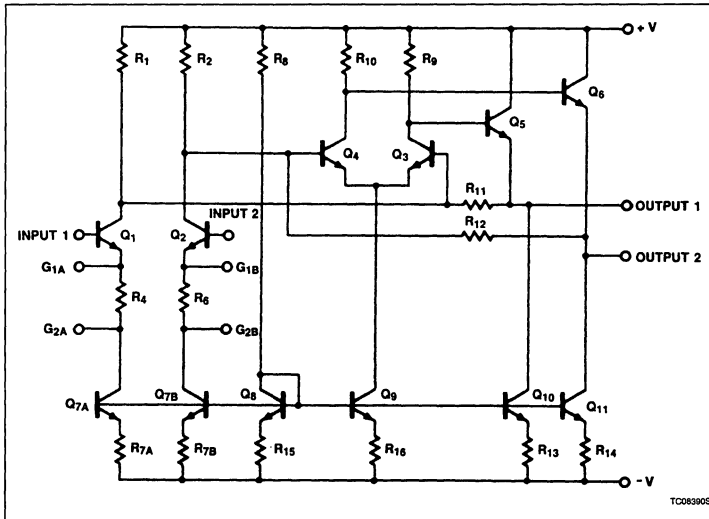 R1 R2 R8 R10 R9 + V
Q6
Q5
Q4 Q3
R11
OUTPUT 1
INPUT 2
R12
INPUT 1 Q1 Q2
OUTPUT 2
G1A G1B
R4 R6
G2A G2B
Q7A Q7B Q8 Q9 Q10 Q11
R7A R7B R15 R16 R13 R14
- V
TC08390S